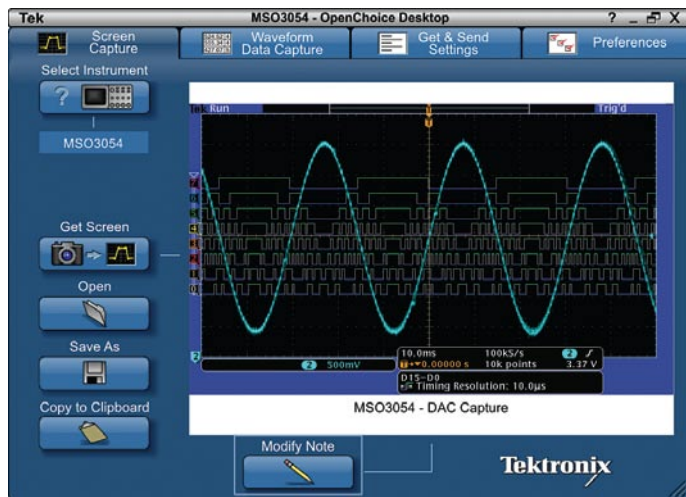 Tek
MSO3054 - OpenChoice Desktop
? _ X
Screen Capture
Waveform Data Capture
Get & Send Settings
Preferences
Select Instrument
?
MSO3054
Get Screen
Open
Save As
Copy to Clipboard
Tek Run
Trig'd
2 500mV
10.0ms 100kS/s 2
0.00000 s 10k points 3.37 V
D15-D0
Timing Resolution: 10.0µs
MSO3054 - DAC Capture
Modify Note
Tektronix